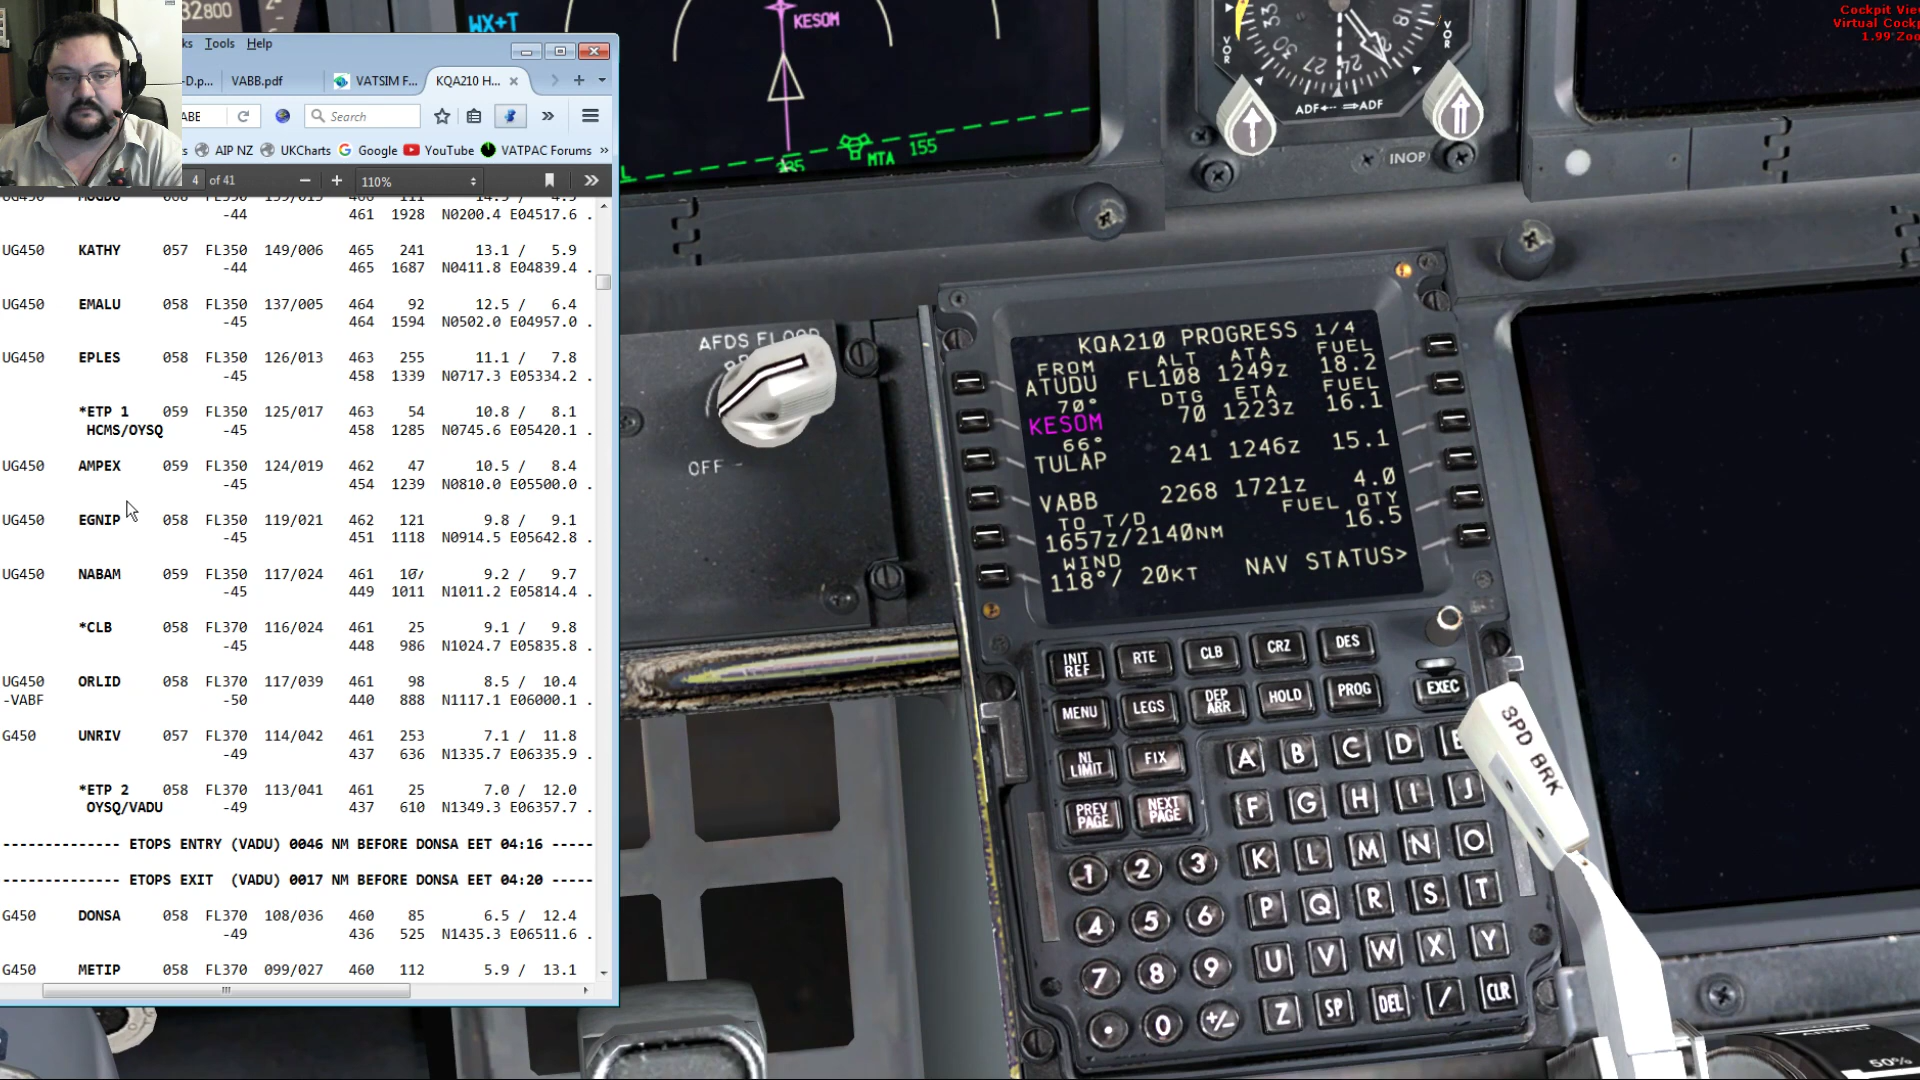 32800
WX+T
KESOM
MTA 155
Cockpit View
Virtual Cockp
1.99 Zoo
VOR
VOR
33
30
27
24
18
ADF ADF
INOP
ks Tools Help
-D.p...
VABB.pdf
VATSIM F...
KQA210 H...
ABE
Search
s AIP NZ UKCharts Google YouTube VATPAC Forums
4 of 41
110%
-44 461 1928 N0200.4 E04517.6 .
UG450 KATHY 057 FL350 149/006 465 241 13.1 / 5.9
-44 465 1687 N0411.8 E04839.4 .
UG450 EMALU 058 FL350 137/005 464 92 12.5 / 6.4
-45 464 1594 N0502.0 E04957.0 .
UG450 EPLES 058 FL350 126/013 463 255 11.1 / 7.8
-45 458 1339 N0717.3 E05334.2 .
*ETP 1 059 FL350 125/017 463 54 10.8 / 8.1
HCMS/OYSQ -45 458 1285 N0745.6 E05420.1 .
UG450 AMPEX 059 FL350 124/019 462 47 10.5 / 8.4
-45 454 1239 N0810.0 E05500.0 .
UG450 EGNIP 058 FL350 119/021 462 121 9.8 / 9.1
-45 451 1118 N0914.5 E05642.8 .
UG450 NABAM 059 FL350 117/024 461 107 9.2 / 9.7
-45 449 1011 N1011.2 E05814.4 .
*CLB 058 FL370 116/024 461 25 9.1 / 9.8
-45 448 986 N1024.7 E05835.8 .
UG450 ORLID 058 FL370 117/039 461 98 8.5 / 10.4
-VABF -50 440 888 N1117.1 E06000.1 .
G450 UNRIV 057 FL370 114/042 461 253 7.1 / 11.8
-49 437 636 N1335.7 E06335.9 .
*ETP 2 058 FL370 113/041 461 25 7.0 / 12.0
OYSQ/VADU -49 437 610 N1349.3 E06357.7 .
-------------- ETOPS ENTRY (VADU) 0046 NM BEFORE DONSA EET 04:16 -----
-------------- ETOPS EXIT (VADU) 0017 NM BEFORE DONSA EET 04:20 -----
G450 DONSA 058 FL370 108/036 460 85 6.5 / 12.4
-49 436 525 N1435.3 E06511.6 .
G450 METIP 058 FL370 099/027 460 112 5.9 / 13.1
AFDS FLOOD
OFF
KQA210 PROGRESS 1/4
FROM ALT ATA FUEL
ATUDU FL108 1249z 18.2
70° DTG ETA FUEL
KESOM 70 1223z 16.1
66°
TULAP 241 1246z 15.1
VABB 2268 1721z 4.0
TO T/D FUEL QTY
1657z/2140NM 16.5
WIND
118°/ 20KT NAV STATUS>
INIT REF
RTE
CLB
CRZ
DES
MENU
LEGS
DEP ARR
HOLD
PROG
EXEC
N1 LIMIT
FIX
A B C D E
PREV PAGE
NEXT PAGE
F G H I J
1 2 3
K L M N O
4 5 6
P Q R S T
7 8 9
U V W X Y
. 0 +/-
Z SP DEL / CLR
SPD BRK
50%